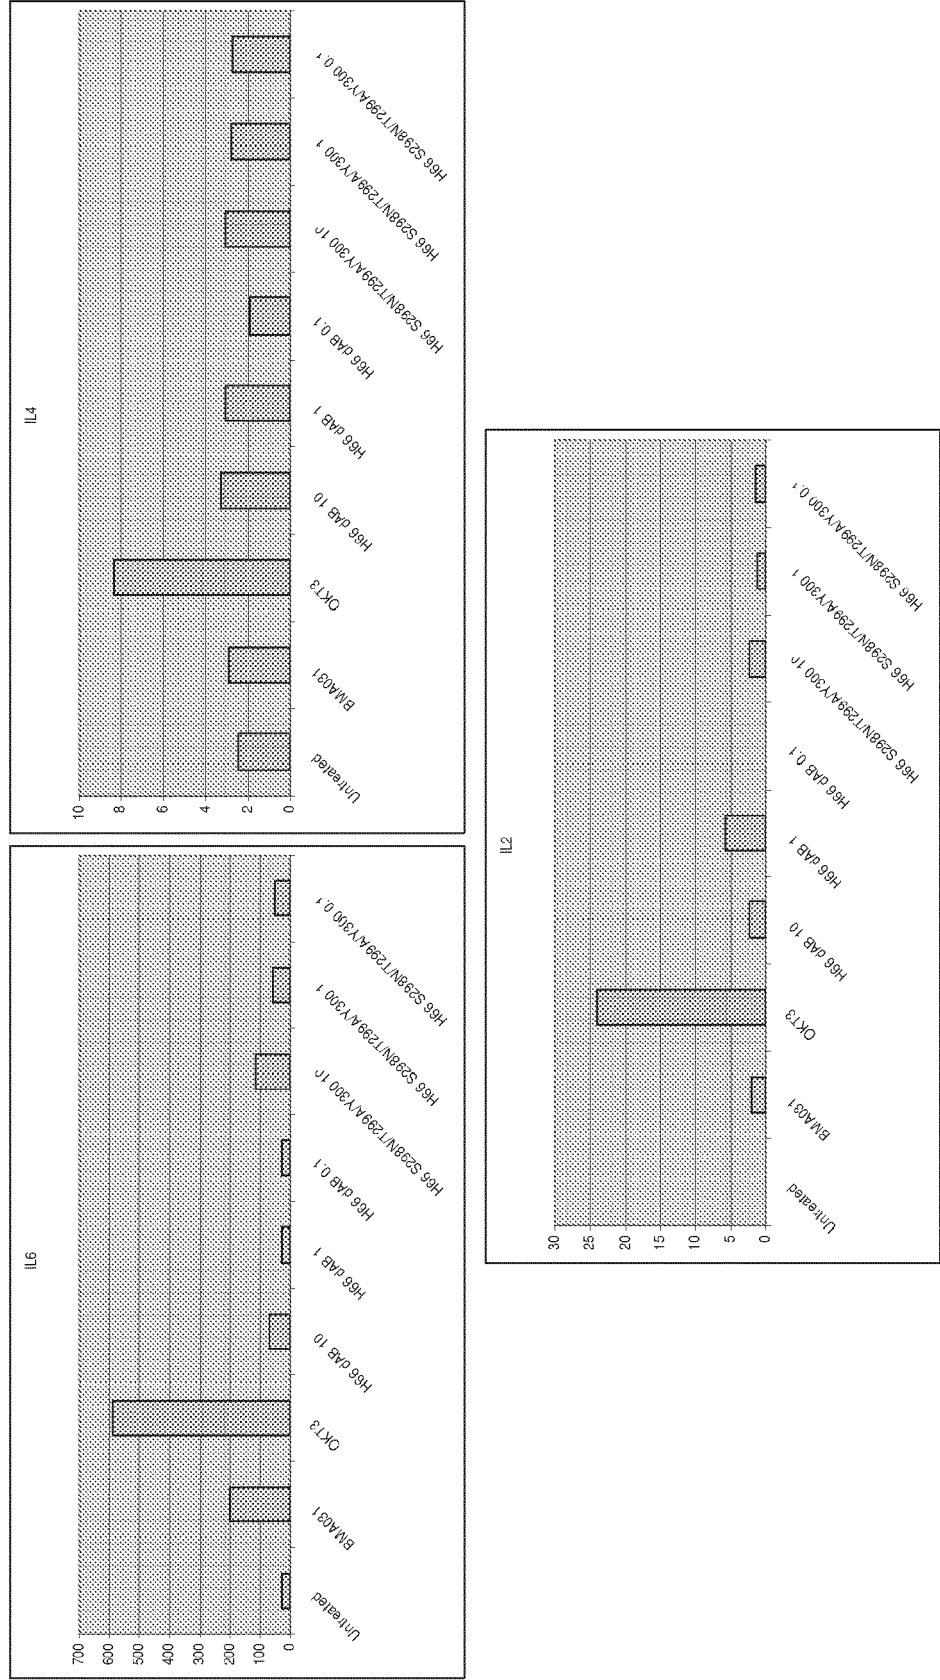 IL6
700
600
500
400
300
200
100
0
Untreated
BMA031
OKT3
H66 dAB 10
H66 dAB 1
H66 dAB 0.1
H66 S298N/T299A/Y300 10
H66 S298N/T299A/Y300 1
H66 S298N/T299A/Y300 0.1
IL4
10
8
6
4
2
0
Untreated
BMA031
OKT3
H66 dAB 10
H66 dAB 1
H66 dAB 0.1
H66 S298N/T299A/Y300 10
H66 S298N/T299A/Y300 1
H66 S298N/T299A/Y300 0.1
IL2
30
25
20
15
10
5
0
Untreated
BMA031
OKT3
H66 dAB 10
H66 dAB 1
H66 dAB 0.1
H66 S298N/T299A/Y300 10
H66 S298N/T299A/Y300 1
H66 S298N/T299A/Y300 0.1